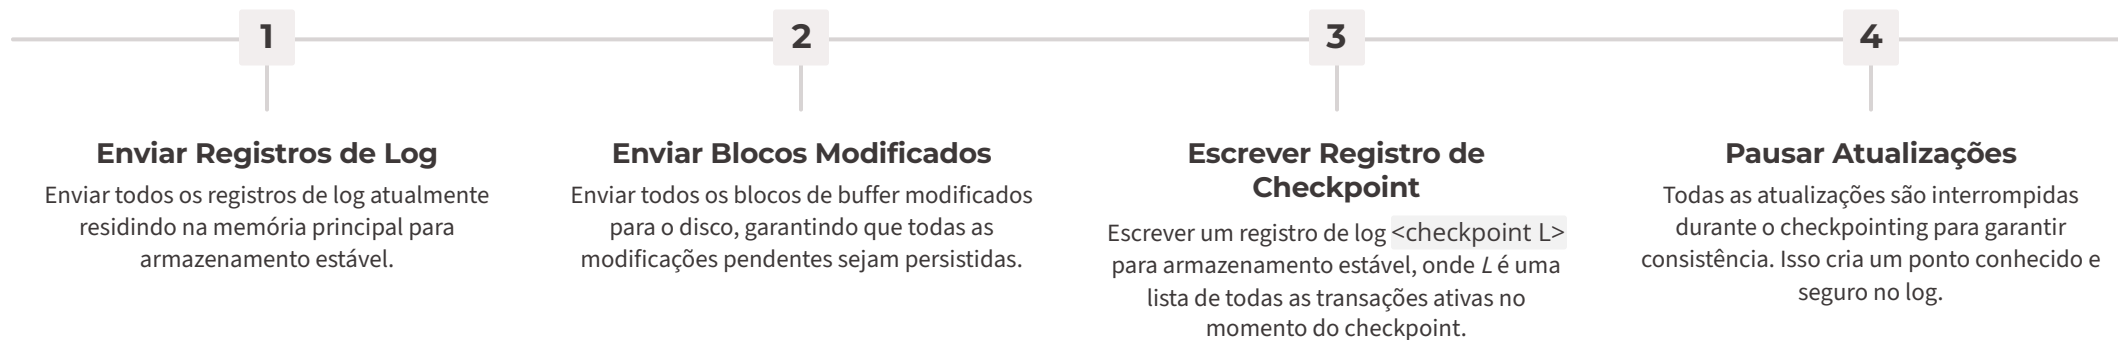 1
Enviar Registros de Log
Enviar todos os registros de log atualmente
residindo na memória principal para
armazenamento estável.
2
Enviar Blocos Modificados
Enviar todos os blocos de buffer modificados
para o disco, garantindo que todas as
modificações pendentes sejam persistidas.
3
Escrever Registro de
Checkpoint
Escrever um registro de log <checkpoint L>
para armazenamento estável, onde L é uma
lista de todas as transações ativas no
momento do checkpoint.
4
Pausar Atualizações
Todas as atualizações são interrompidas
durante o checkpointing para garantir
consistência. Isso cria um ponto conhecido e
seguro no log.